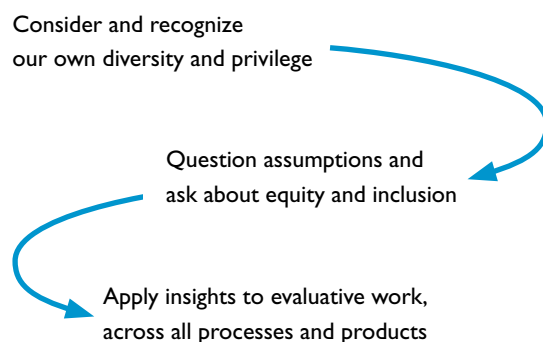 Consider and recognize
our own diversity and privilege
Question assumptions and
ask about equity and inclusion
Apply insights to evaluative work,
across all processes and products